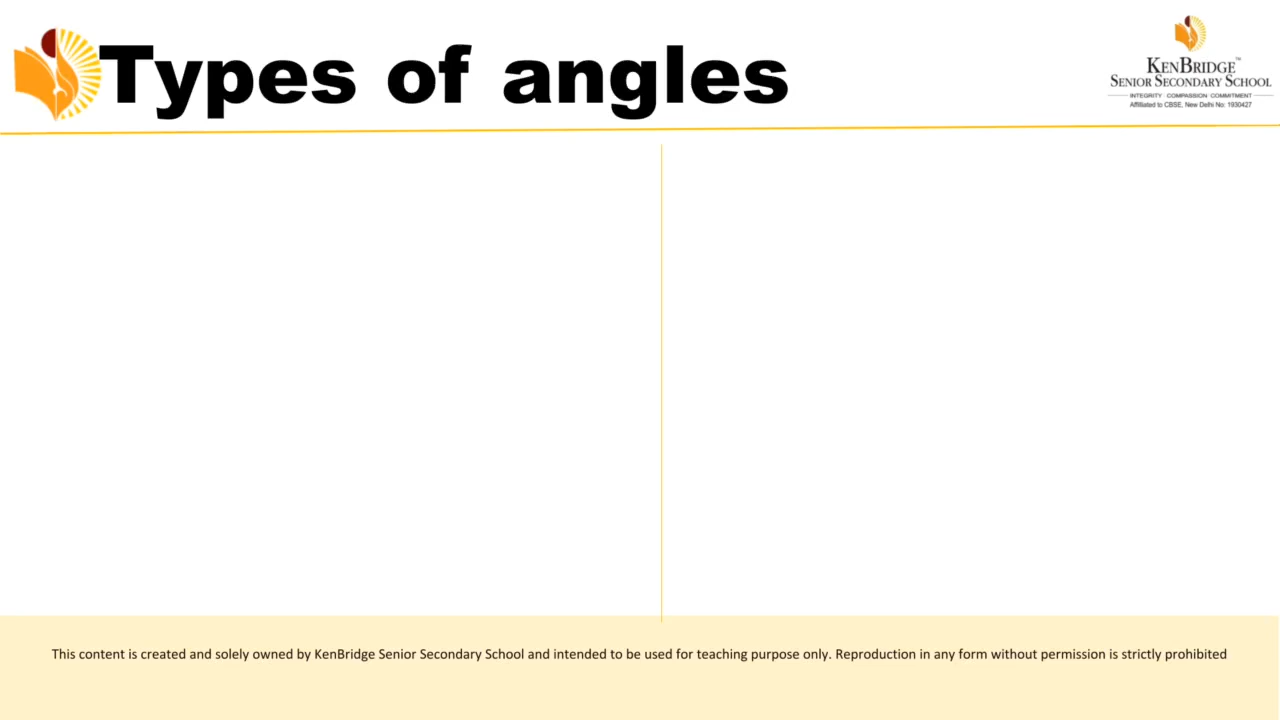 Types of angles
KENBRIDGE™
SENIOR SECONDARY SCHOOL
INTEGRITY COMPASSION COMMITMENT
Affiliated to CBSE, New Delhi No: 1930427
This content is created and solely owned by KenBridge Senior Secondary School and intended to be used for teaching purpose only. Reproduction in any form without permission is strictly prohibited